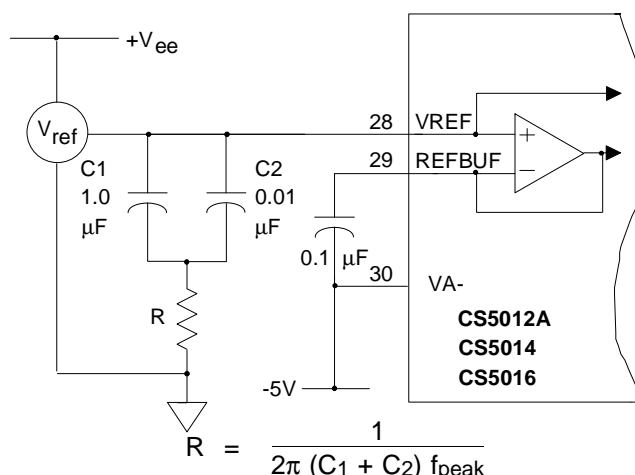 +Vee
Vref
28 VREF
29 REFBUF
+
−
C1
1.0
µF
C2
0.01
µF
0.1 µF
30 VA-
CS5012A
CS5014
CS5016
R
-5V
R = 1 / 2π (C1 + C2) fpeak